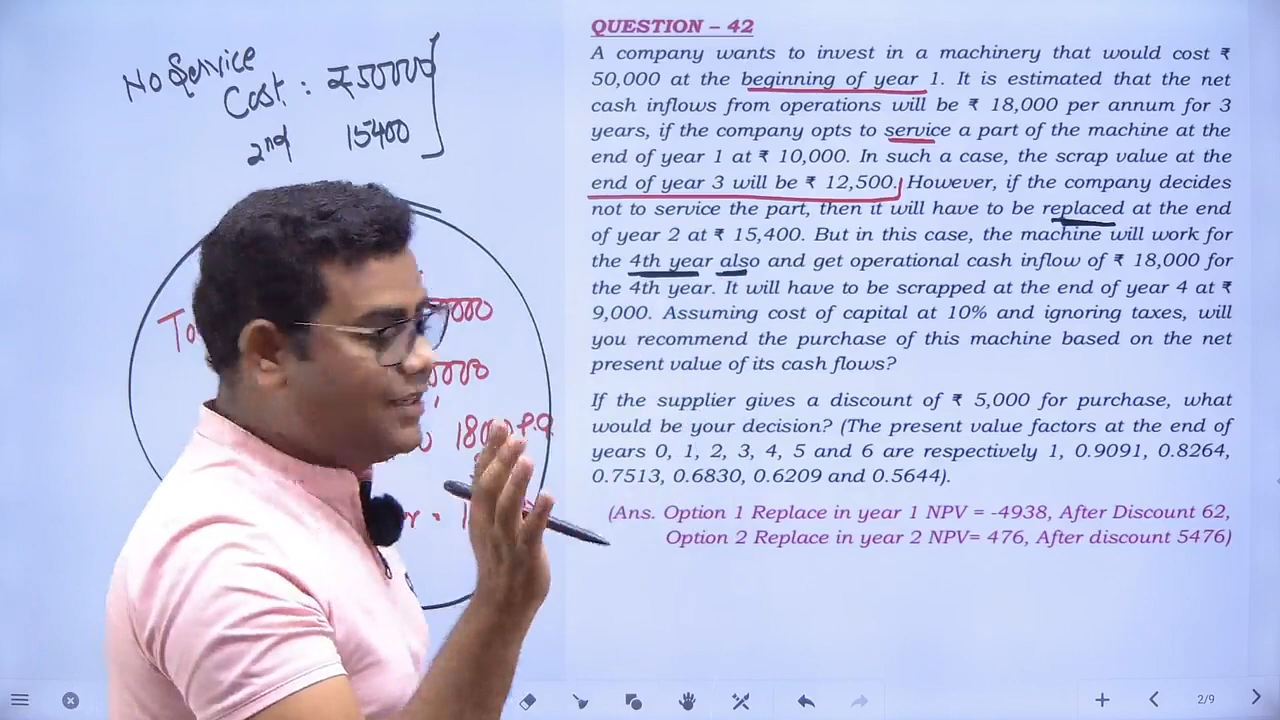 QUESTION – 42
A company wants to invest in a machinery that would cost ₹
50,000 at the beginning of year 1. It is estimated that the net
cash inflows from operations will be ₹ 18,000 per annum for 3
years, if the company opts to service a part of the machine at the
end of year 1 at ₹ 10,000. In such a case, the scrap value at the
end of year 3 will be ₹ 12,500. However, if the company decides
not to service the part, then it will have to be replaced at the end
of year 2 at ₹ 15,400. But in this case, the machine will work for
the 4th year also and get operational cash inflow of ₹ 18,000 for
the 4th year. It will have to be scrapped at the end of year 4 at ₹
9,000. Assuming cost of capital at 10% and ignoring taxes, will
you recommend the purchase of this machine based on the net
present value of its cash flows?
If the supplier gives a discount of ₹ 5,000 for purchase, what
would be your decision? (The present value factors at the end of
years 0, 1, 2, 3, 4, 5 and 6 are respectively 1, 0.9091, 0.8264,
0.7513, 0.6830, 0.6209 and 0.5644).
(Ans. Option 1 Replace in year 1 NPV = -4938, After Discount 62,
Option 2 Replace in year 2 NPV= 476, After discount 5476)
No Service
Cost : ₹50000
2nd 15400
P.a.
2/9